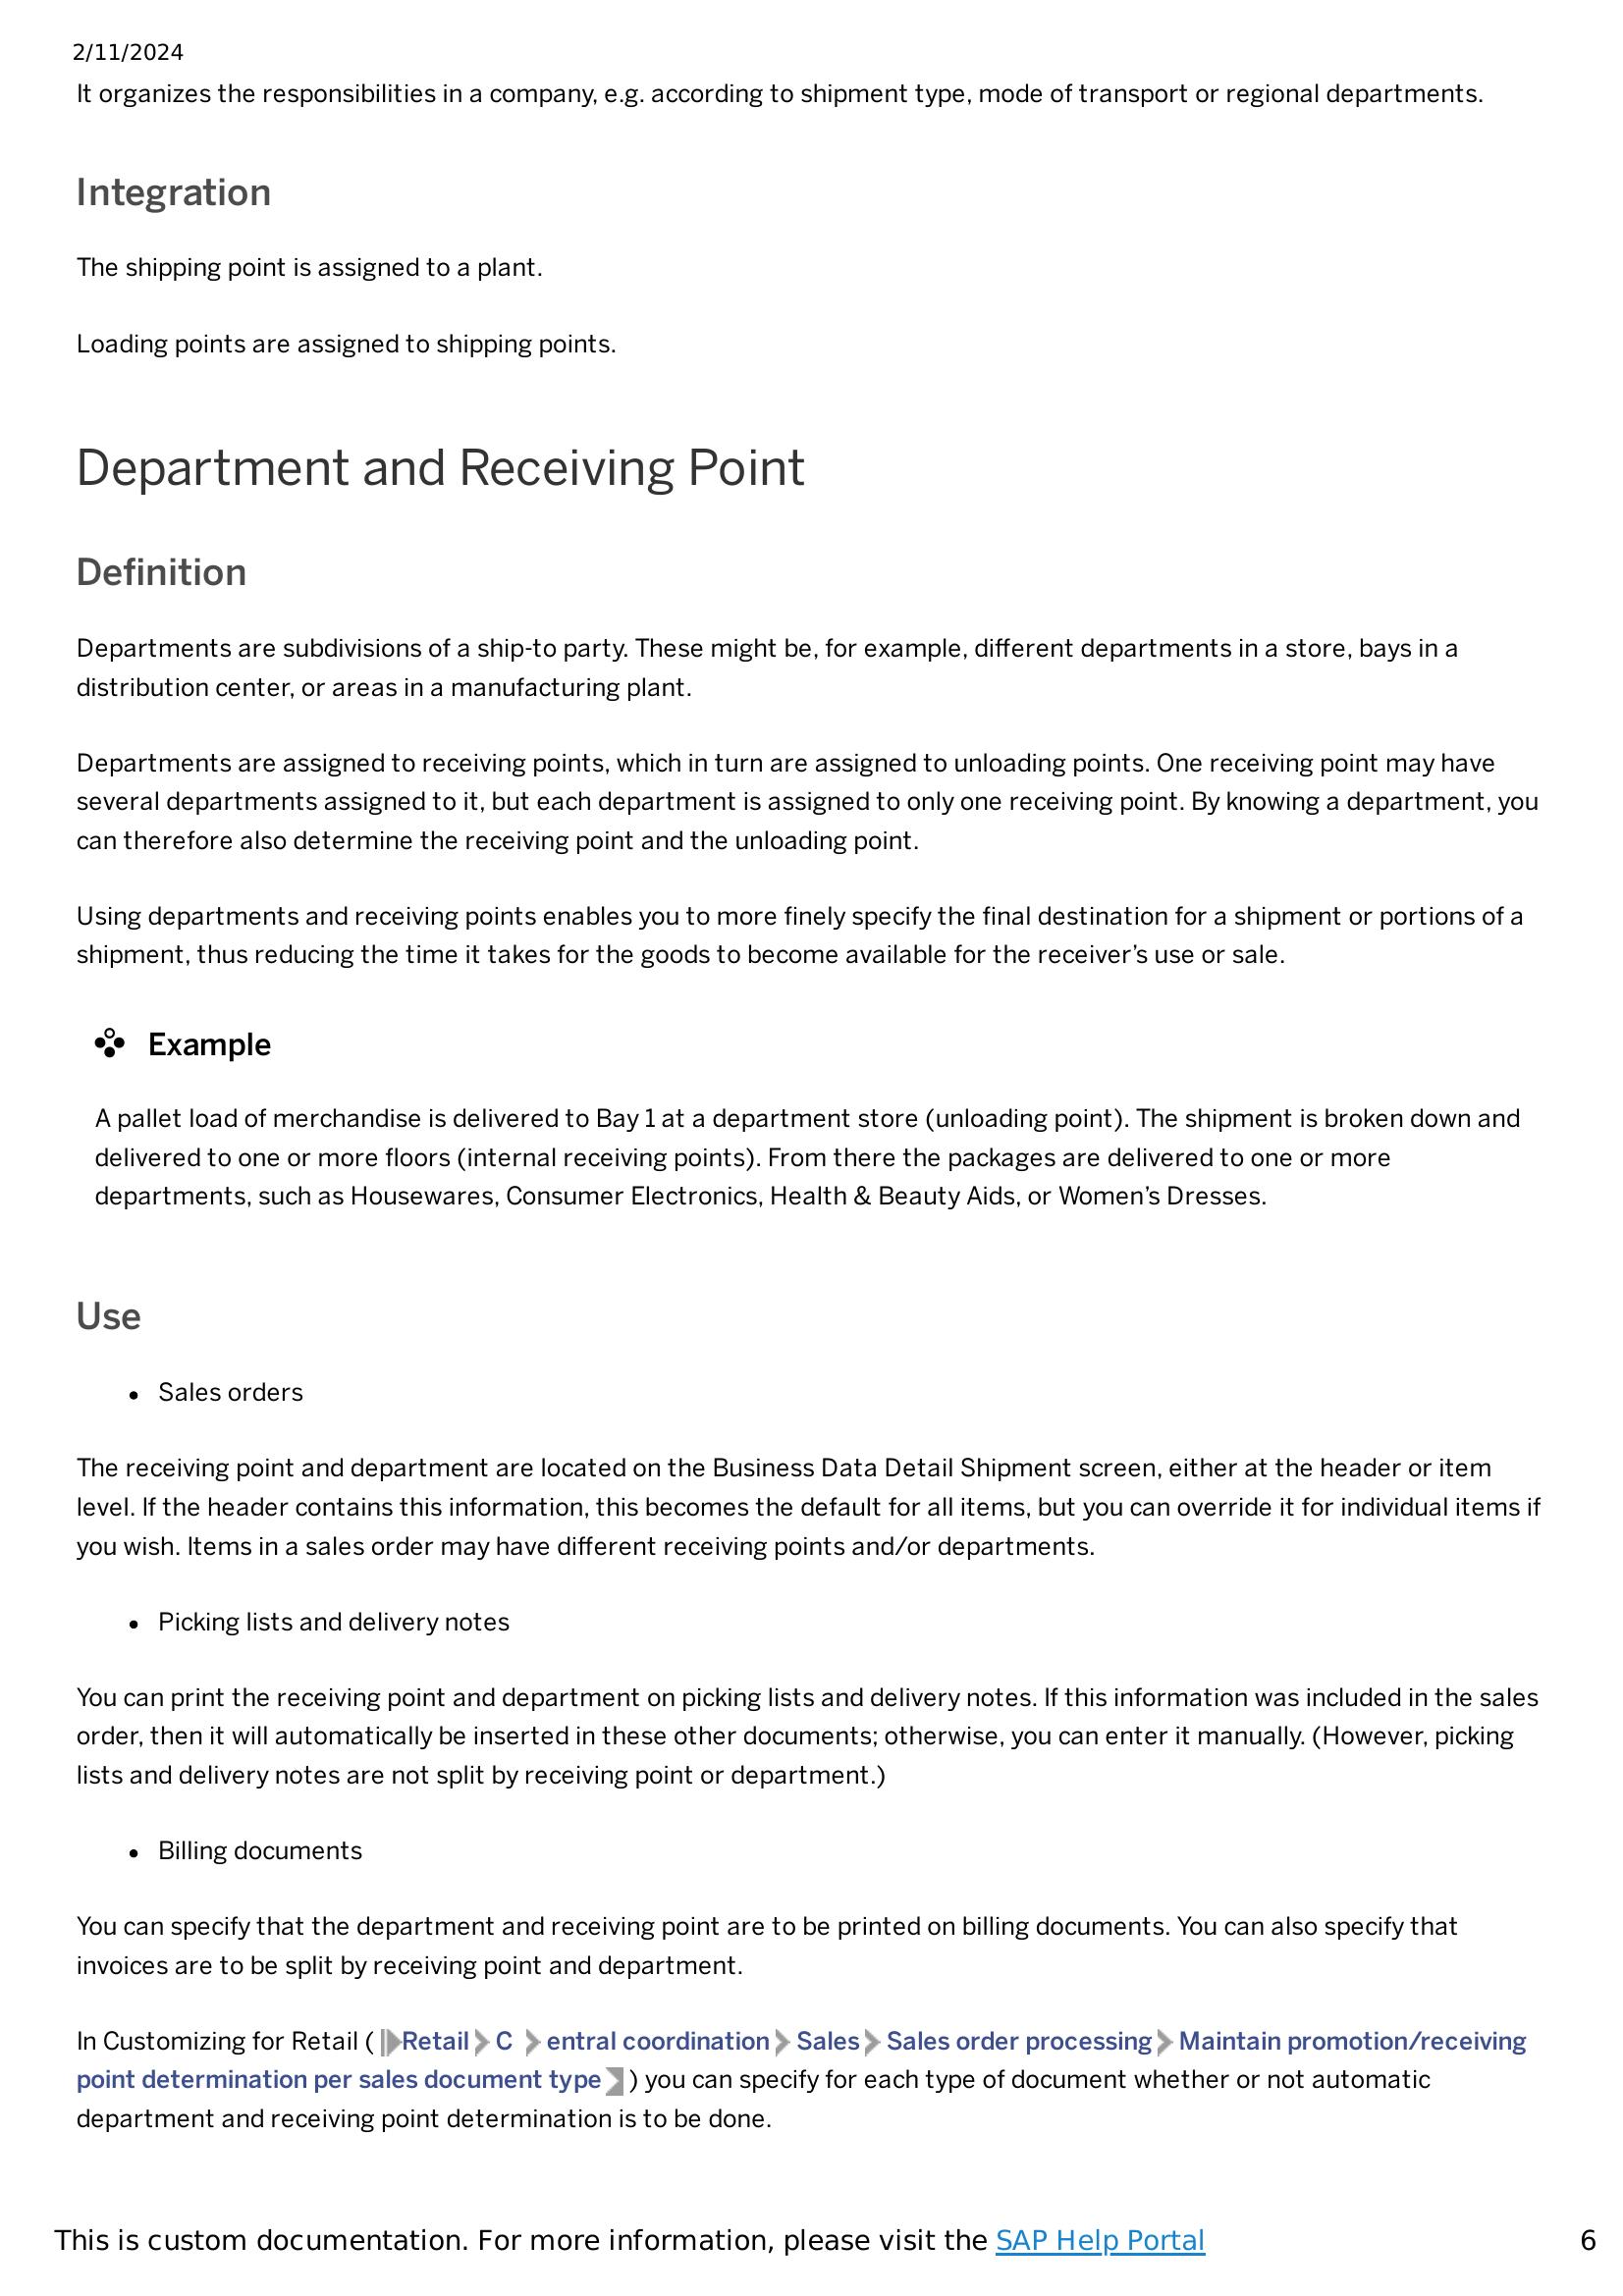 2/11/2024
It organizes the responsibilities in a company, e.g. according to shipment type, mode of transport or regional departments.
Integration
The shipping point is assigned to a plant.
Loading points are assigned to shipping points.
Department and Receiving Point
Definition
Departments are subdivisions of a ship-to party. These might be, for example, different departments in a store, bays in a
distribution center, or areas in a manufacturing plant.
Departments are assigned to receiving points, which in turn are assigned to unloading points. One receiving point may have
several departments assigned to it, but each department is assigned to only one receiving point. By knowing a department, you
can therefore also determine the receiving point and the unloading point.
Using departments and receiving points enables you to more finely specify the final destination for a shipment or portions of a
shipment, thus reducing the time it takes for the goods to become available for the receiver’s use or sale.
Example
A pallet load of merchandise is delivered to Bay 1 at a department store (unloading point). The shipment is broken down and
delivered to one or more floors (internal receiving points). From there the packages are delivered to one or more
departments, such as Housewares, Consumer Electronics, Health & Beauty Aids, or Women’s Dresses.
Use
• Sales orders
The receiving point and department are located on the Business Data Detail Shipment screen, either at the header or item
level. If the header contains this information, this becomes the default for all items, but you can override it for individual items if
you wish. Items in a sales order may have different receiving points and/or departments.
• Picking lists and delivery notes
You can print the receiving point and department on picking lists and delivery notes. If this information was included in the sales
order, then it will automatically be inserted in these other documents; otherwise, you can enter it manually. (However, picking
lists and delivery notes are not split by receiving point or department.)
• Billing documents
You can specify that the department and receiving point are to be printed on billing documents. You can also specify that
invoices are to be split by receiving point and department.
In Customizing for Retail ( Retail C entral coordination Sales Sales order processing Maintain promotion/receiving
point determination per sales document type ) you can specify for each type of document whether or not automatic
department and receiving point determination is to be done.
This is custom documentation. For more information, please visit the SAP Help Portal 6